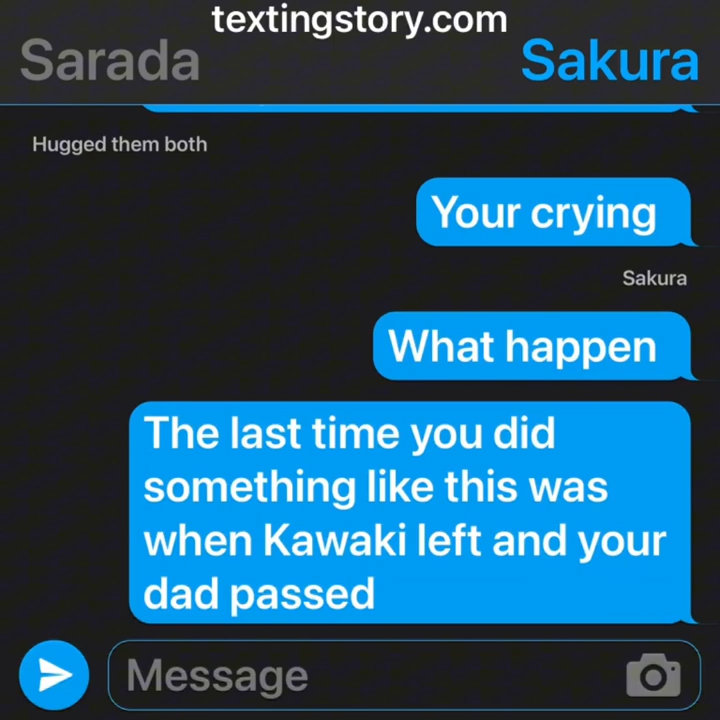 textingstory.com
Sarada
Sakura
Hugged them both
Your crying
Sakura
What happen
The last time you did
something like this was
when Kawaki left and your
dad passed
Message